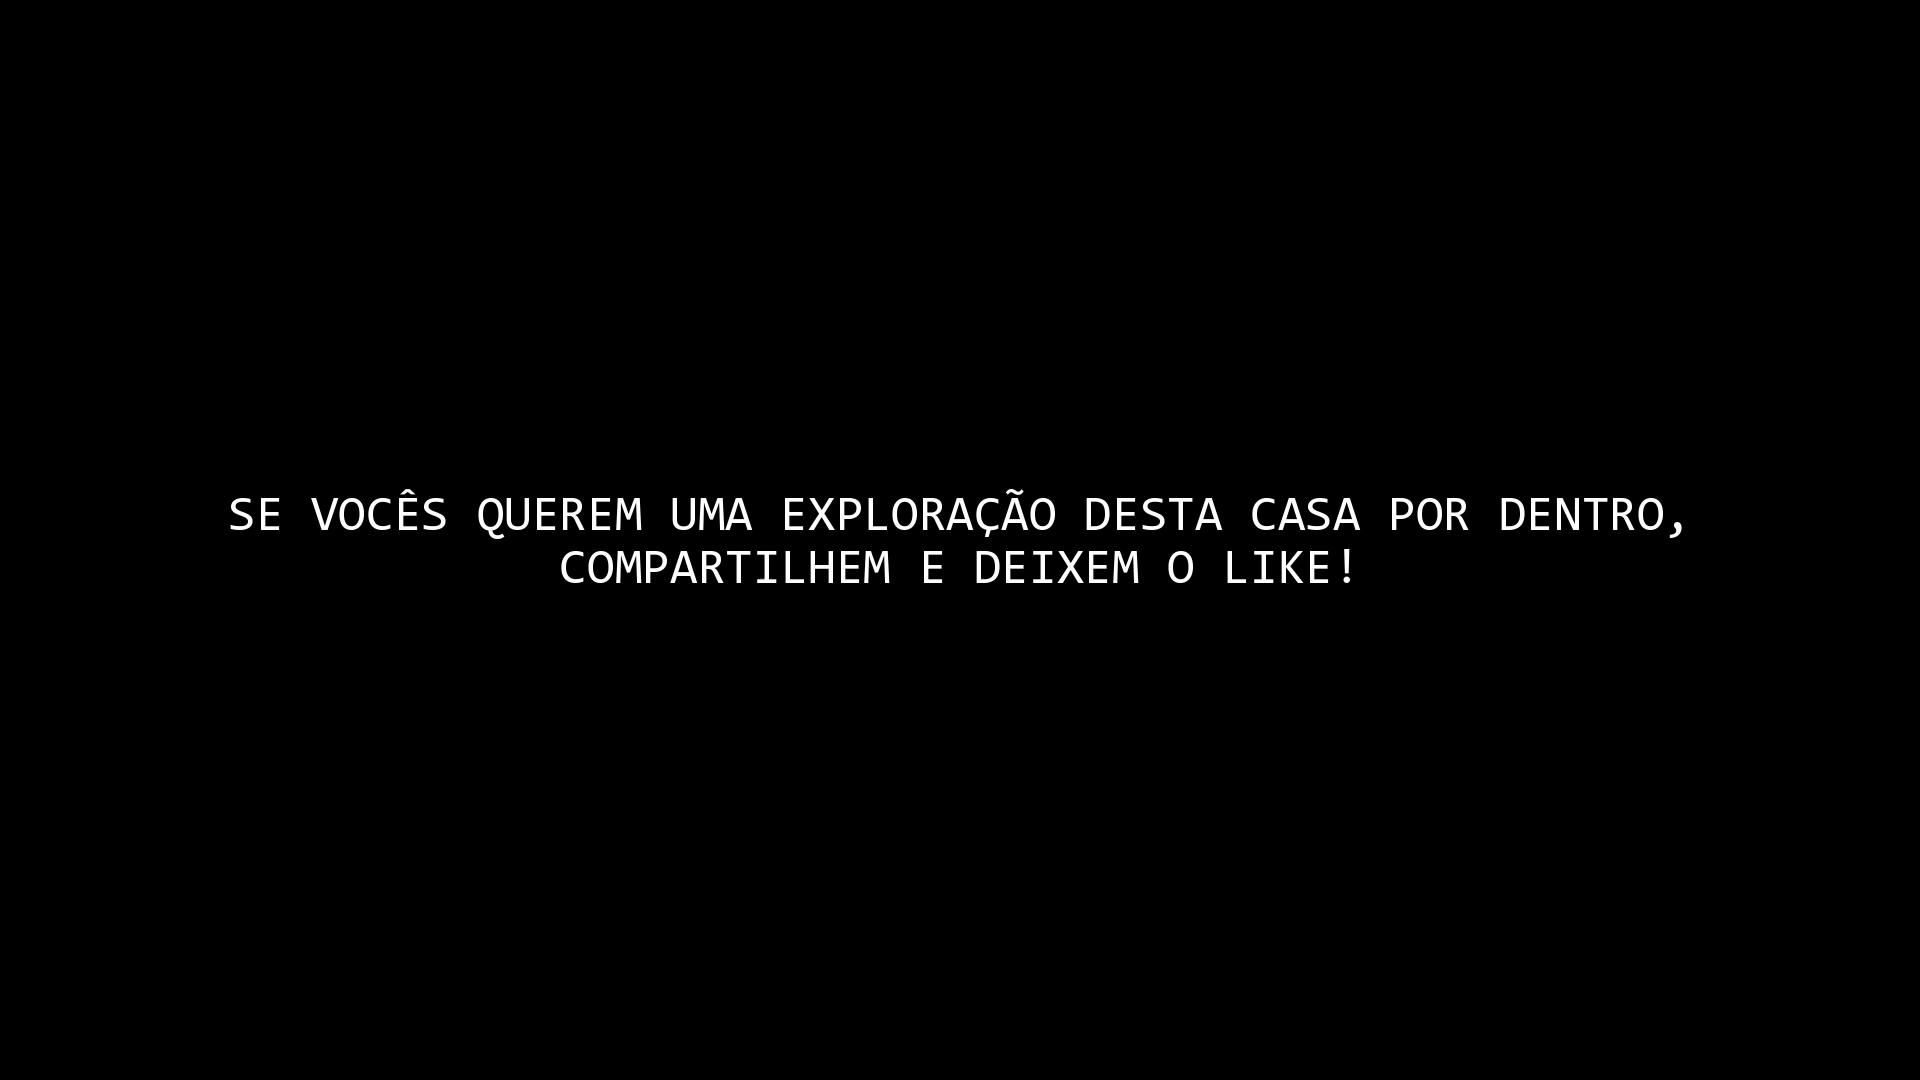 SE VOCÊS QUEREM UMA EXPLORAÇÃO DESTA CASA POR DENTRO,
COMPARTILHEM E DEIXEM O LIKE!